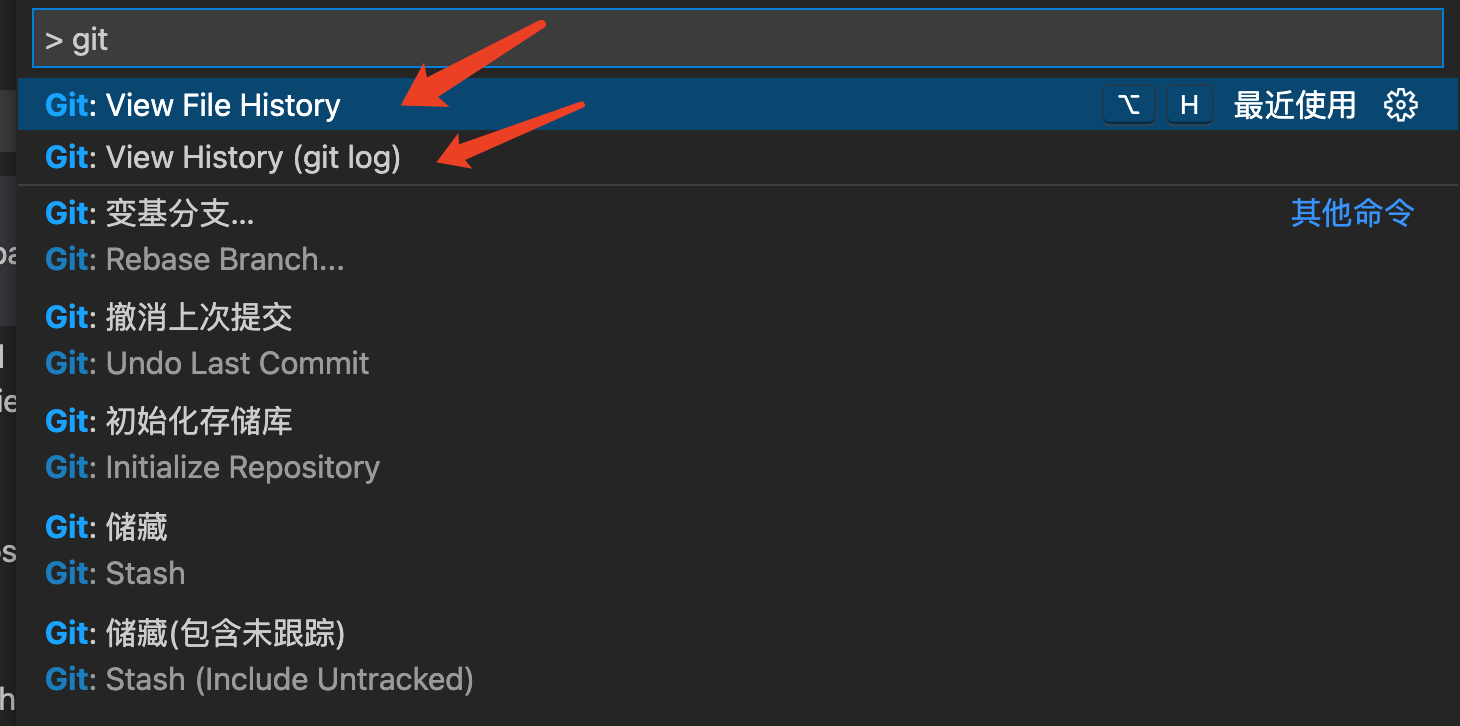 > git
Git: View File History ⌥ H 最近使用
Git: View History (git log)
Git: 变基分支... 其他命令
Git: Rebase Branch...
Git: 撤消上次提交
Git: Undo Last Commit
Git: 初始化存储库
Git: Initialize Repository
Git: 储藏
Git: Stash
Git: 储藏(包含未跟踪)
Git: Stash (Include Untracked)